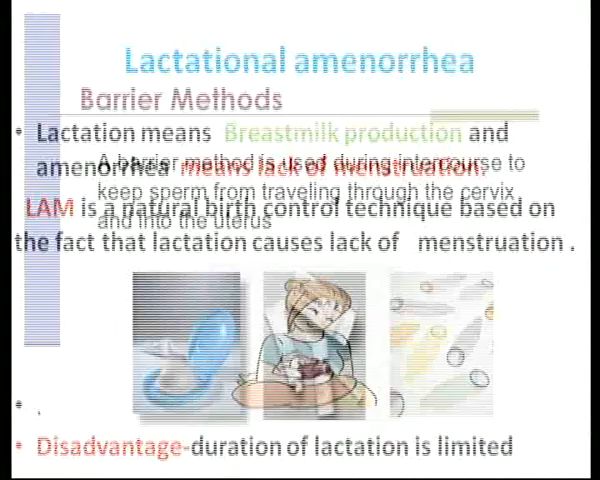 Lactational amenorrhea
Barrier Methods
• Lactation means Breastmilk production and
amenorrhea means lack of menstruation.
A barrier method is used during intercourse to
keep sperm from traveling through the cervix
and into the uterus
LAM is a natural birth control technique based on
the fact that lactation causes lack of menstruation .
• .
• Disadvantage-duration of lactation is limited